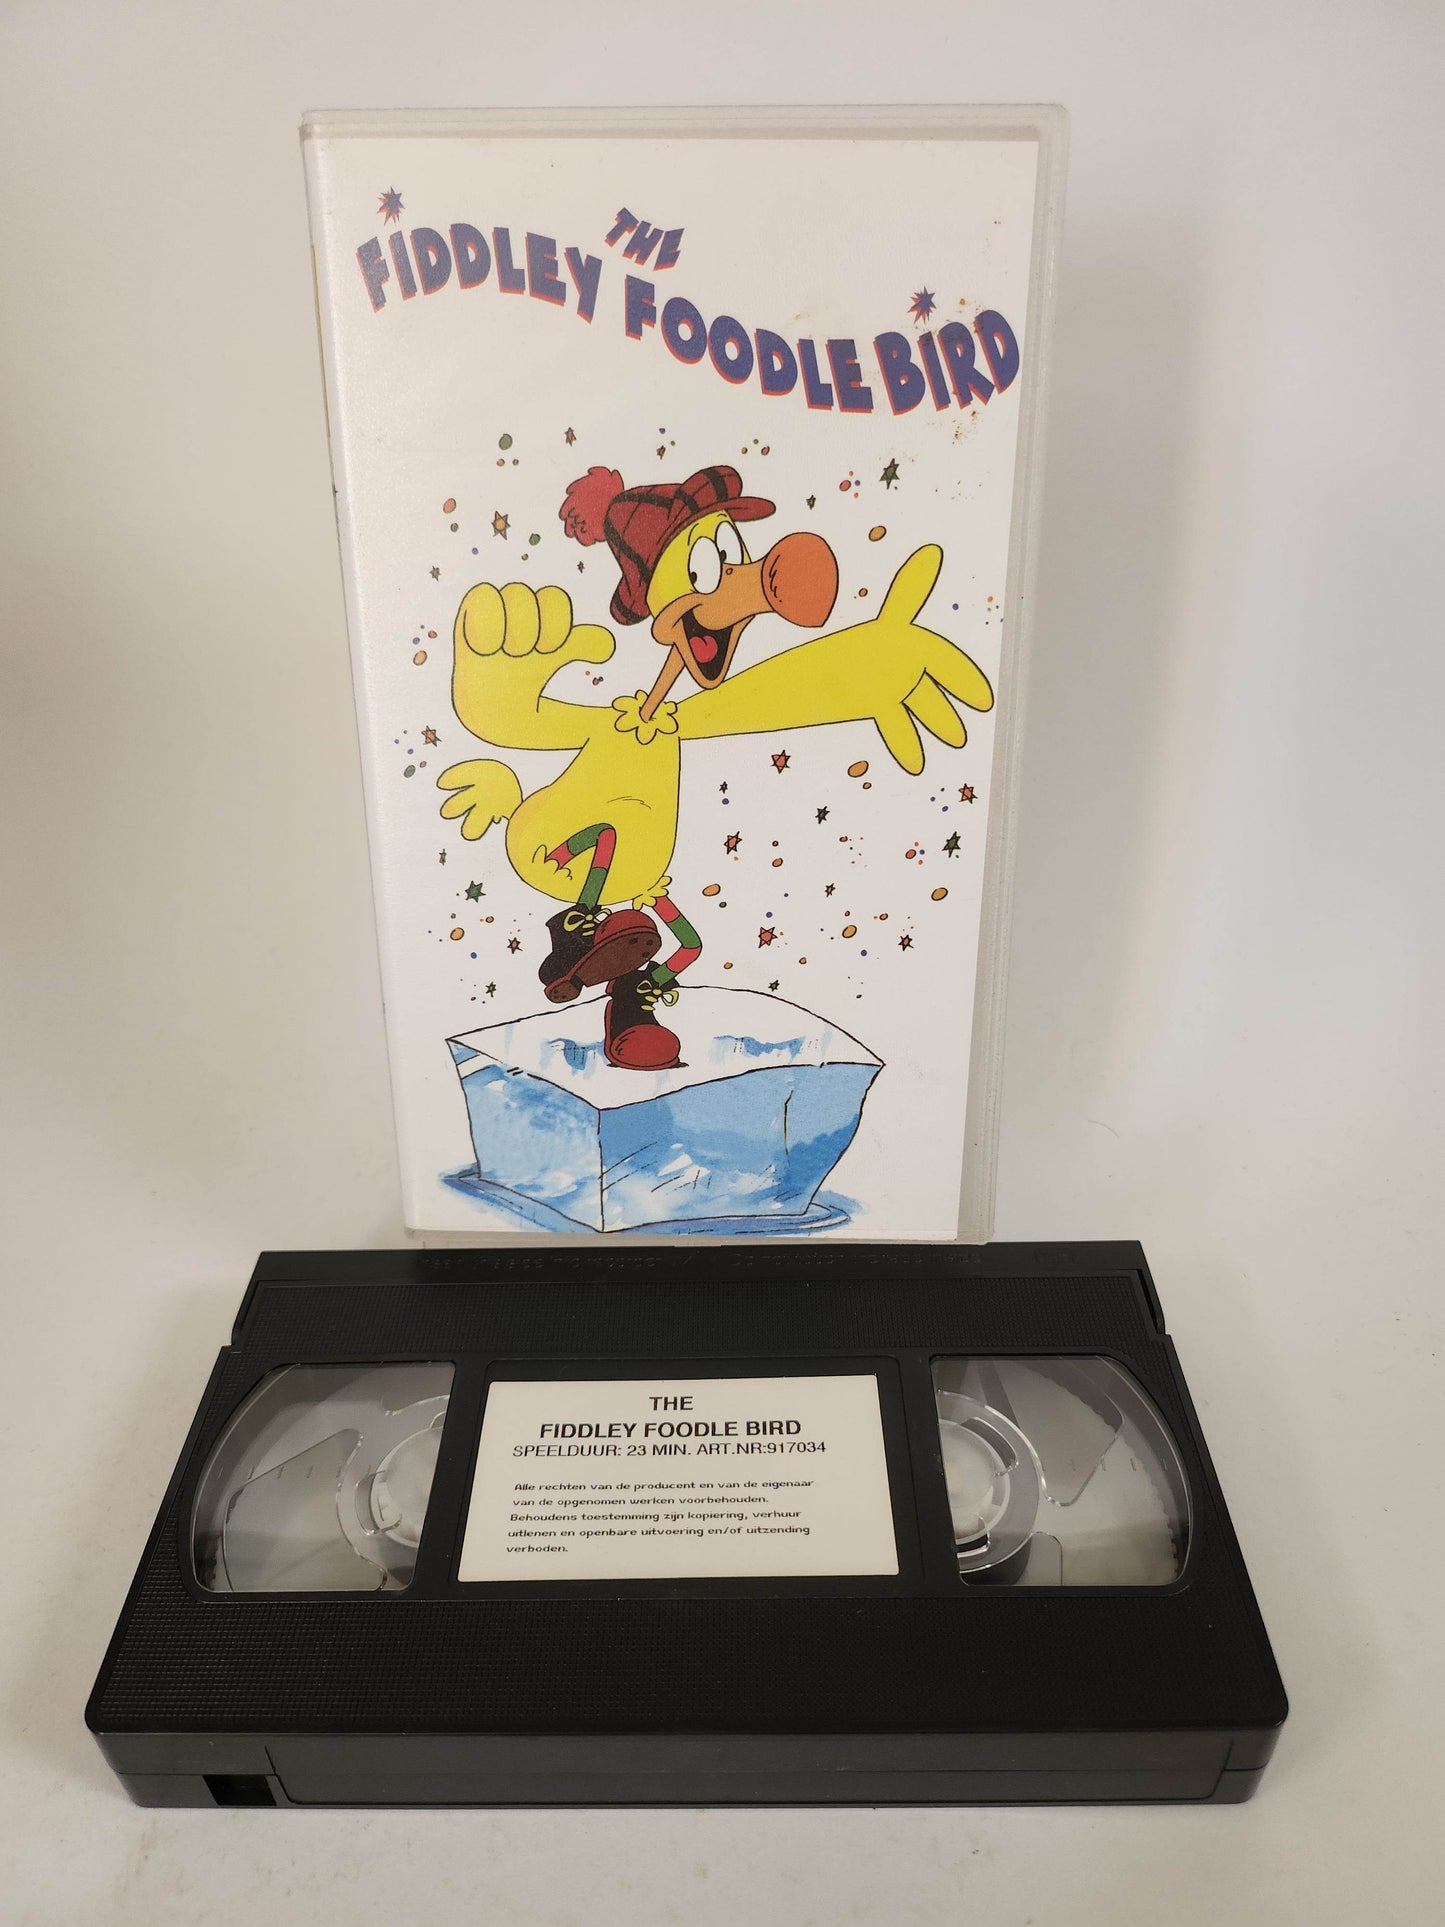 THE
FIDDLEY FOODLE BIRD
THE
FIDDLEY FOODLE BIRD
SPEELDUUR: 23 MIN. ART.NR:917034
Alle rechten van de producent en van de eigenaar
van de opgenomen werken voorbehouden.
Behoudens toestemming zijn kopiering, verhuur
uitlenen en openbare uitvoering en/of uitzending
verboden.